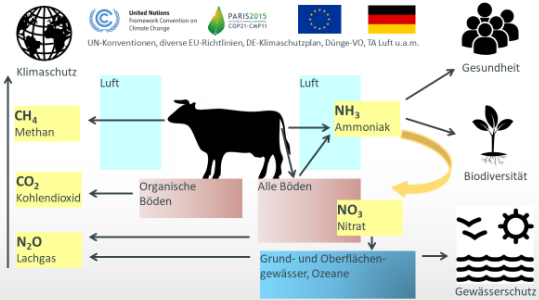 United Nations
Framework Convention on
Climate Change
PARIS2015
COP21·CMP11
UN-Konventionen, diverse EU-Richtlinien, DE-Klimaschutzplan, Dünge-VO, TA Luft u.a.m.
Klimaschutz
Gesundheit
Luft
Luft
CH4
Methan
NH3
Ammoniak
Biodiversität
CO2
Kohlendioxid
Organische
Böden
Alle Böden
NO3
Nitrat
N2O
Lachgas
Grund- und Oberflächen-
gewässer, Ozeane
Gewässerschutz